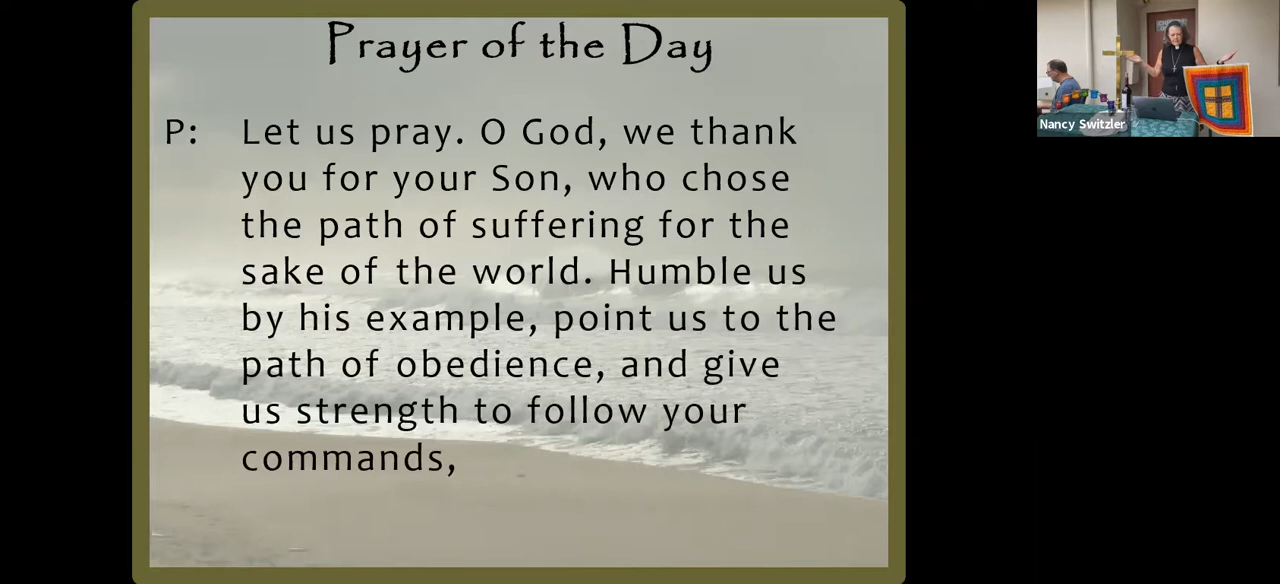 Prayer of the Day
P: Let us pray. O God, we thank
you for your Son, who chose
the path of suffering for the
sake of the world. Humble us
by his example, point us to the
path of obedience, and give
us strength to follow your
commands,
Nancy Switzler